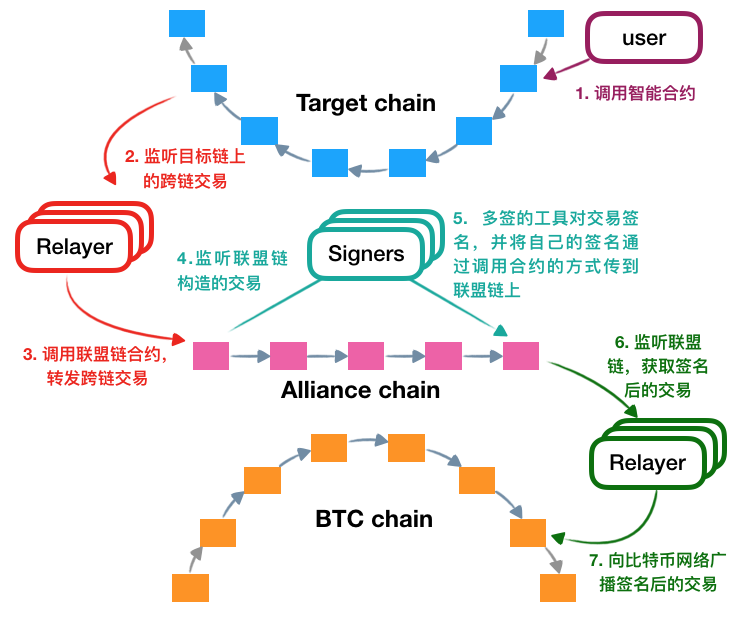 user
1. 调用智能合约
Target chain
2. 监听目标链上
的跨链交易
Relayer
Signers
4.监听联盟链
构造的交易
5. 多签的工具对交易签
名，并将自己的签名通
过调用合约的方式传到
联盟链上
3. 调用联盟链合约，
转发跨链交易
Alliance chain
6. 监听联盟
链，获取签名
后的交易
Relayer
BTC chain
7. 向比特币网络广
播签名后的交易